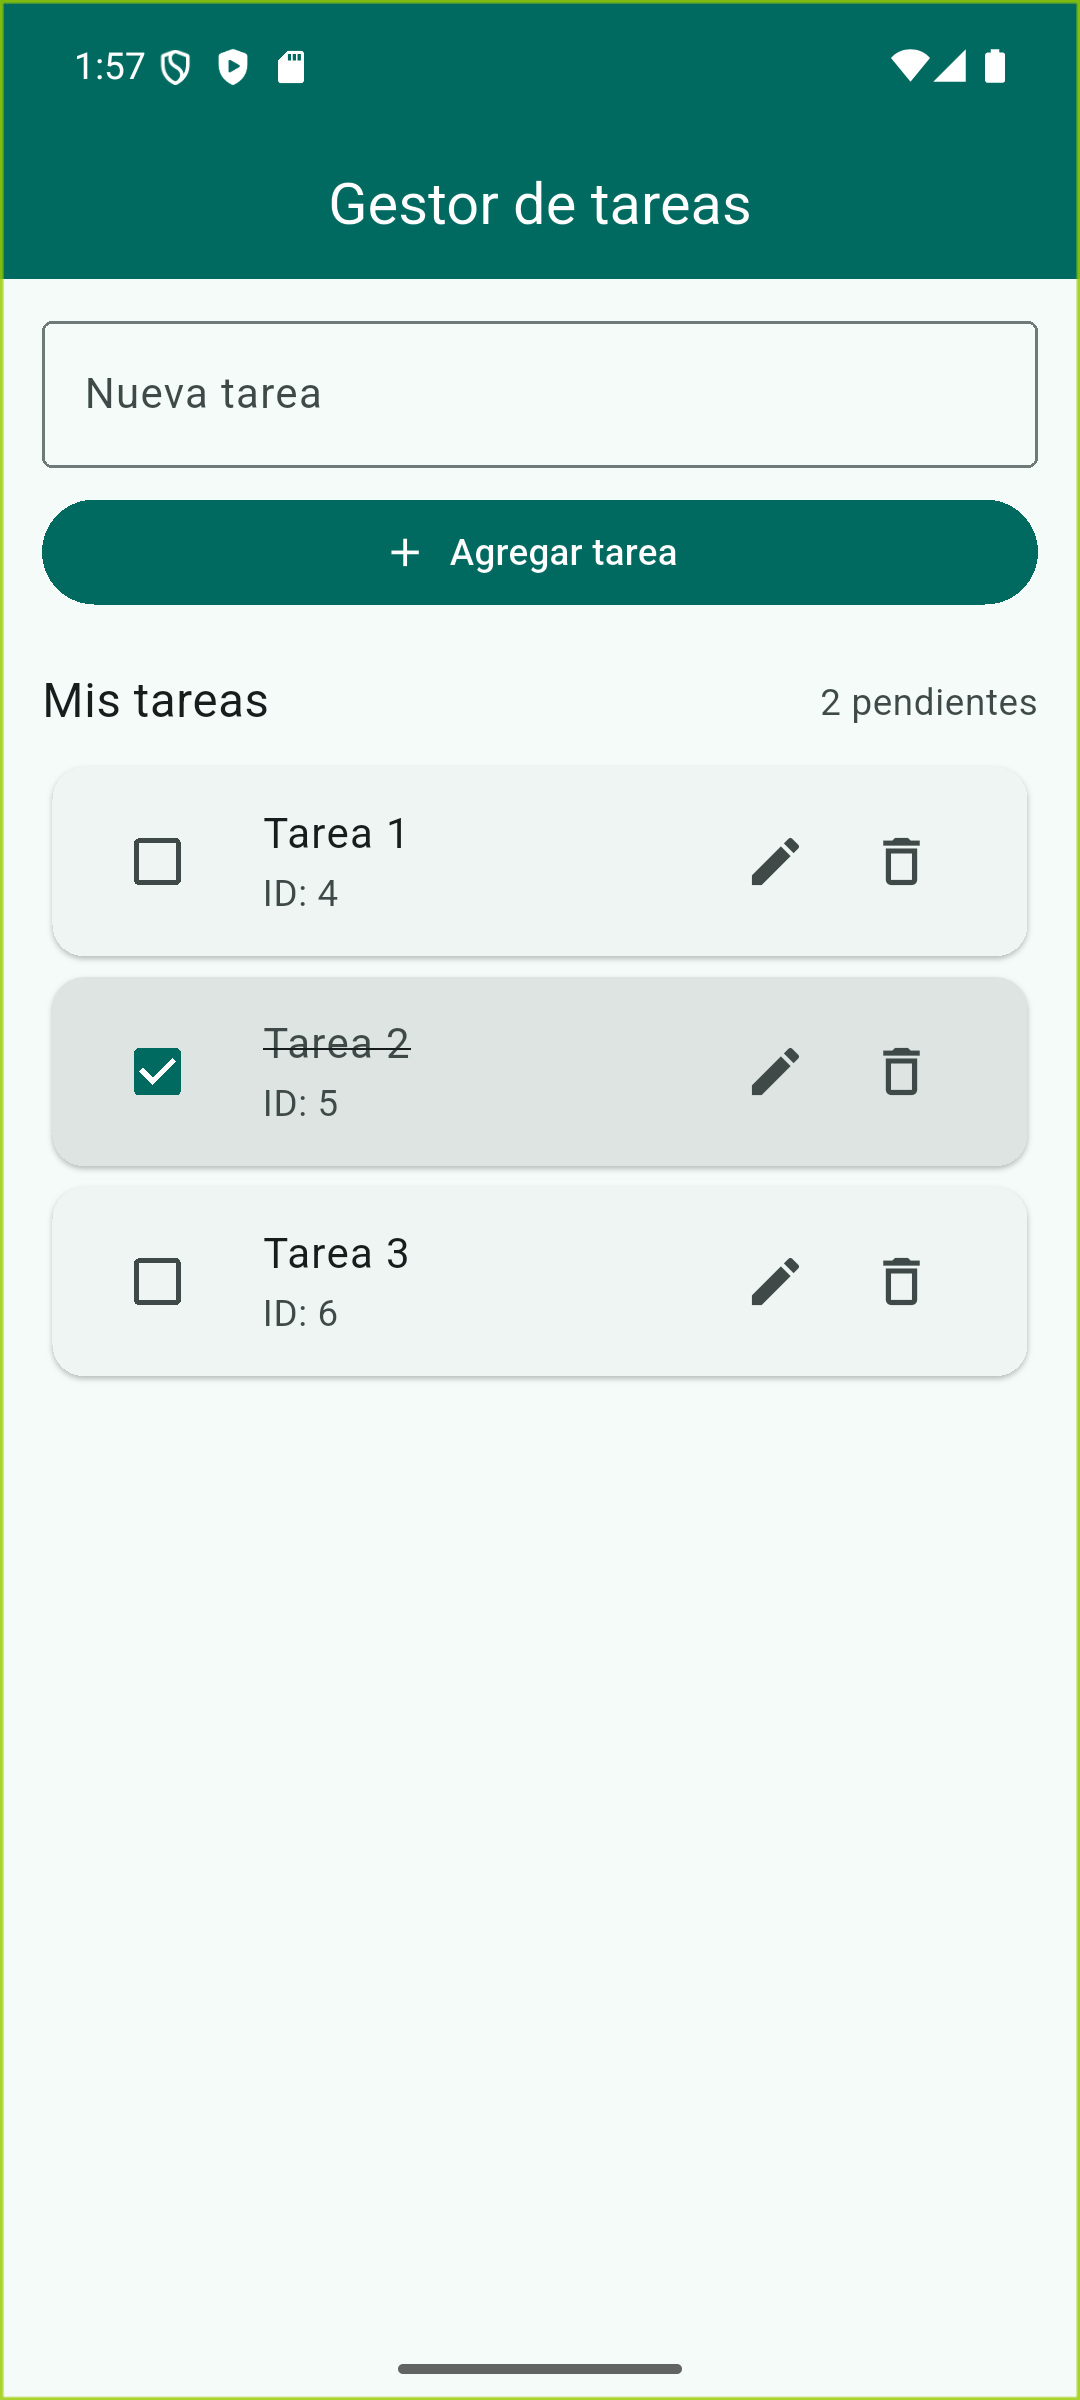 1:57
Gestor de tareas
Nueva tarea
Agregar tarea
Mis tareas
2 pendientes
Tarea 1
ID: 4
Tarea 2
ID: 5
Tarea 3
ID: 6